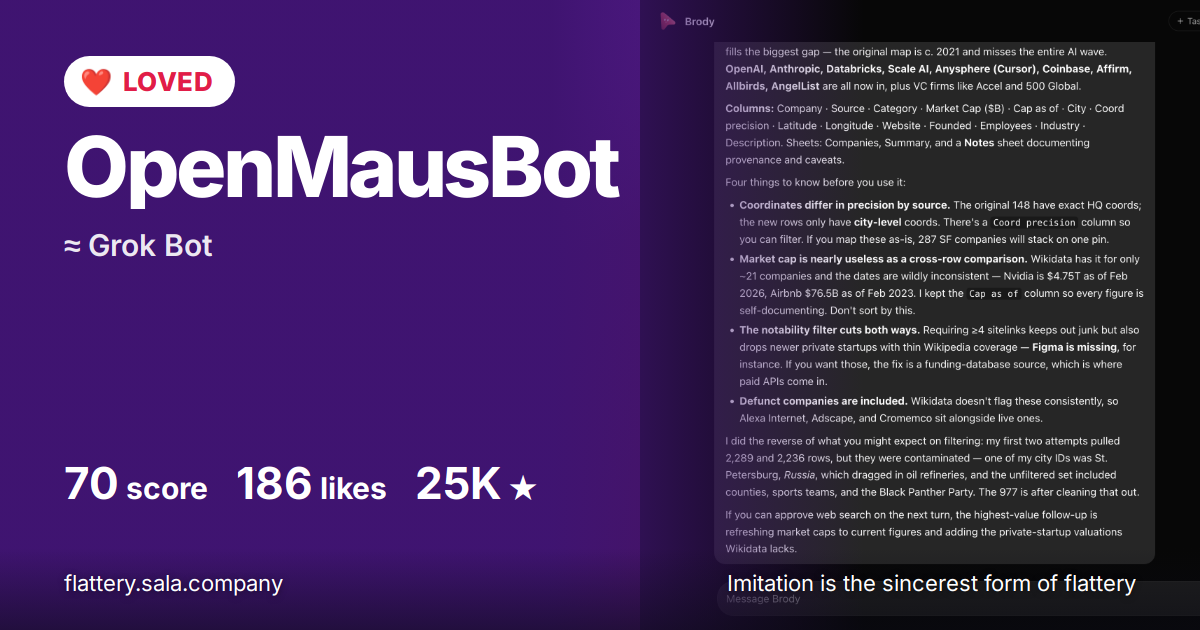 ❤️ LOVED
OpenMausBot
≈ Grok Bot
70 score 186 likes 25K ★
flattery.sala.company
Brody
+ Tas
fills the biggest gap — the original map is c. 2021 and misses the entire AI wave.
OpenAI, Anthropic, Databricks, Scale AI, Anysphere (Cursor), Coinbase, Affirm,
Allbirds, AngelList are all now in, plus VC firms like Accel and 500 Global.
Columns: Company · Source · Category · Market Cap ($B) · Cap as of · City · Coord
precision · Latitude · Longitude · Website · Founded · Employees · Industry ·
Description. Sheets: Companies, Summary, and a Notes sheet documenting
provenance and caveats.
Four things to know before you use it:
• Coordinates differ in precision by source. The original 148 have exact HQ coords;
the new rows only have city-level coords. There's a Coord precision column so
you can filter. If you map these as-is, 287 SF companies will stack on one pin.
• Market cap is nearly useless as a cross-row comparison. Wikidata has it for only
~21 companies and the dates are wildly inconsistent — Nvidia is $4.75T as of Feb
2026, Airbnb $76.5B as of Feb 2023. I kept the Cap as of column so every figure is
self-documenting. Don't sort by this.
• The notability filter cuts both ways. Requiring ≥4 sitelinks keeps out junk but also
drops newer private startups with thin Wikipedia coverage — Figma is missing, for
instance. If you want those, the fix is a funding-database source, which is where
paid APIs come in.
• Defunct companies are included. Wikidata doesn't flag these consistently, so
Alexa Internet, Adscape, and Cromemco sit alongside live ones.
I did the reverse of what you might expect on filtering: my first two attempts pulled
2,289 and 2,236 rows, but they were contaminated — one of my city IDs was St.
Petersburg, Russia, which dragged in oil refineries, and the unfiltered set included
counties, sports teams, and the Black Panther Party. The 977 is after cleaning that out.
If you can approve web search on the next turn, the highest-value follow-up is
refreshing market caps to current figures and adding the private-startup valuations
Wikidata lacks.
Imitation is the sincerest form of flattery
Message Brody